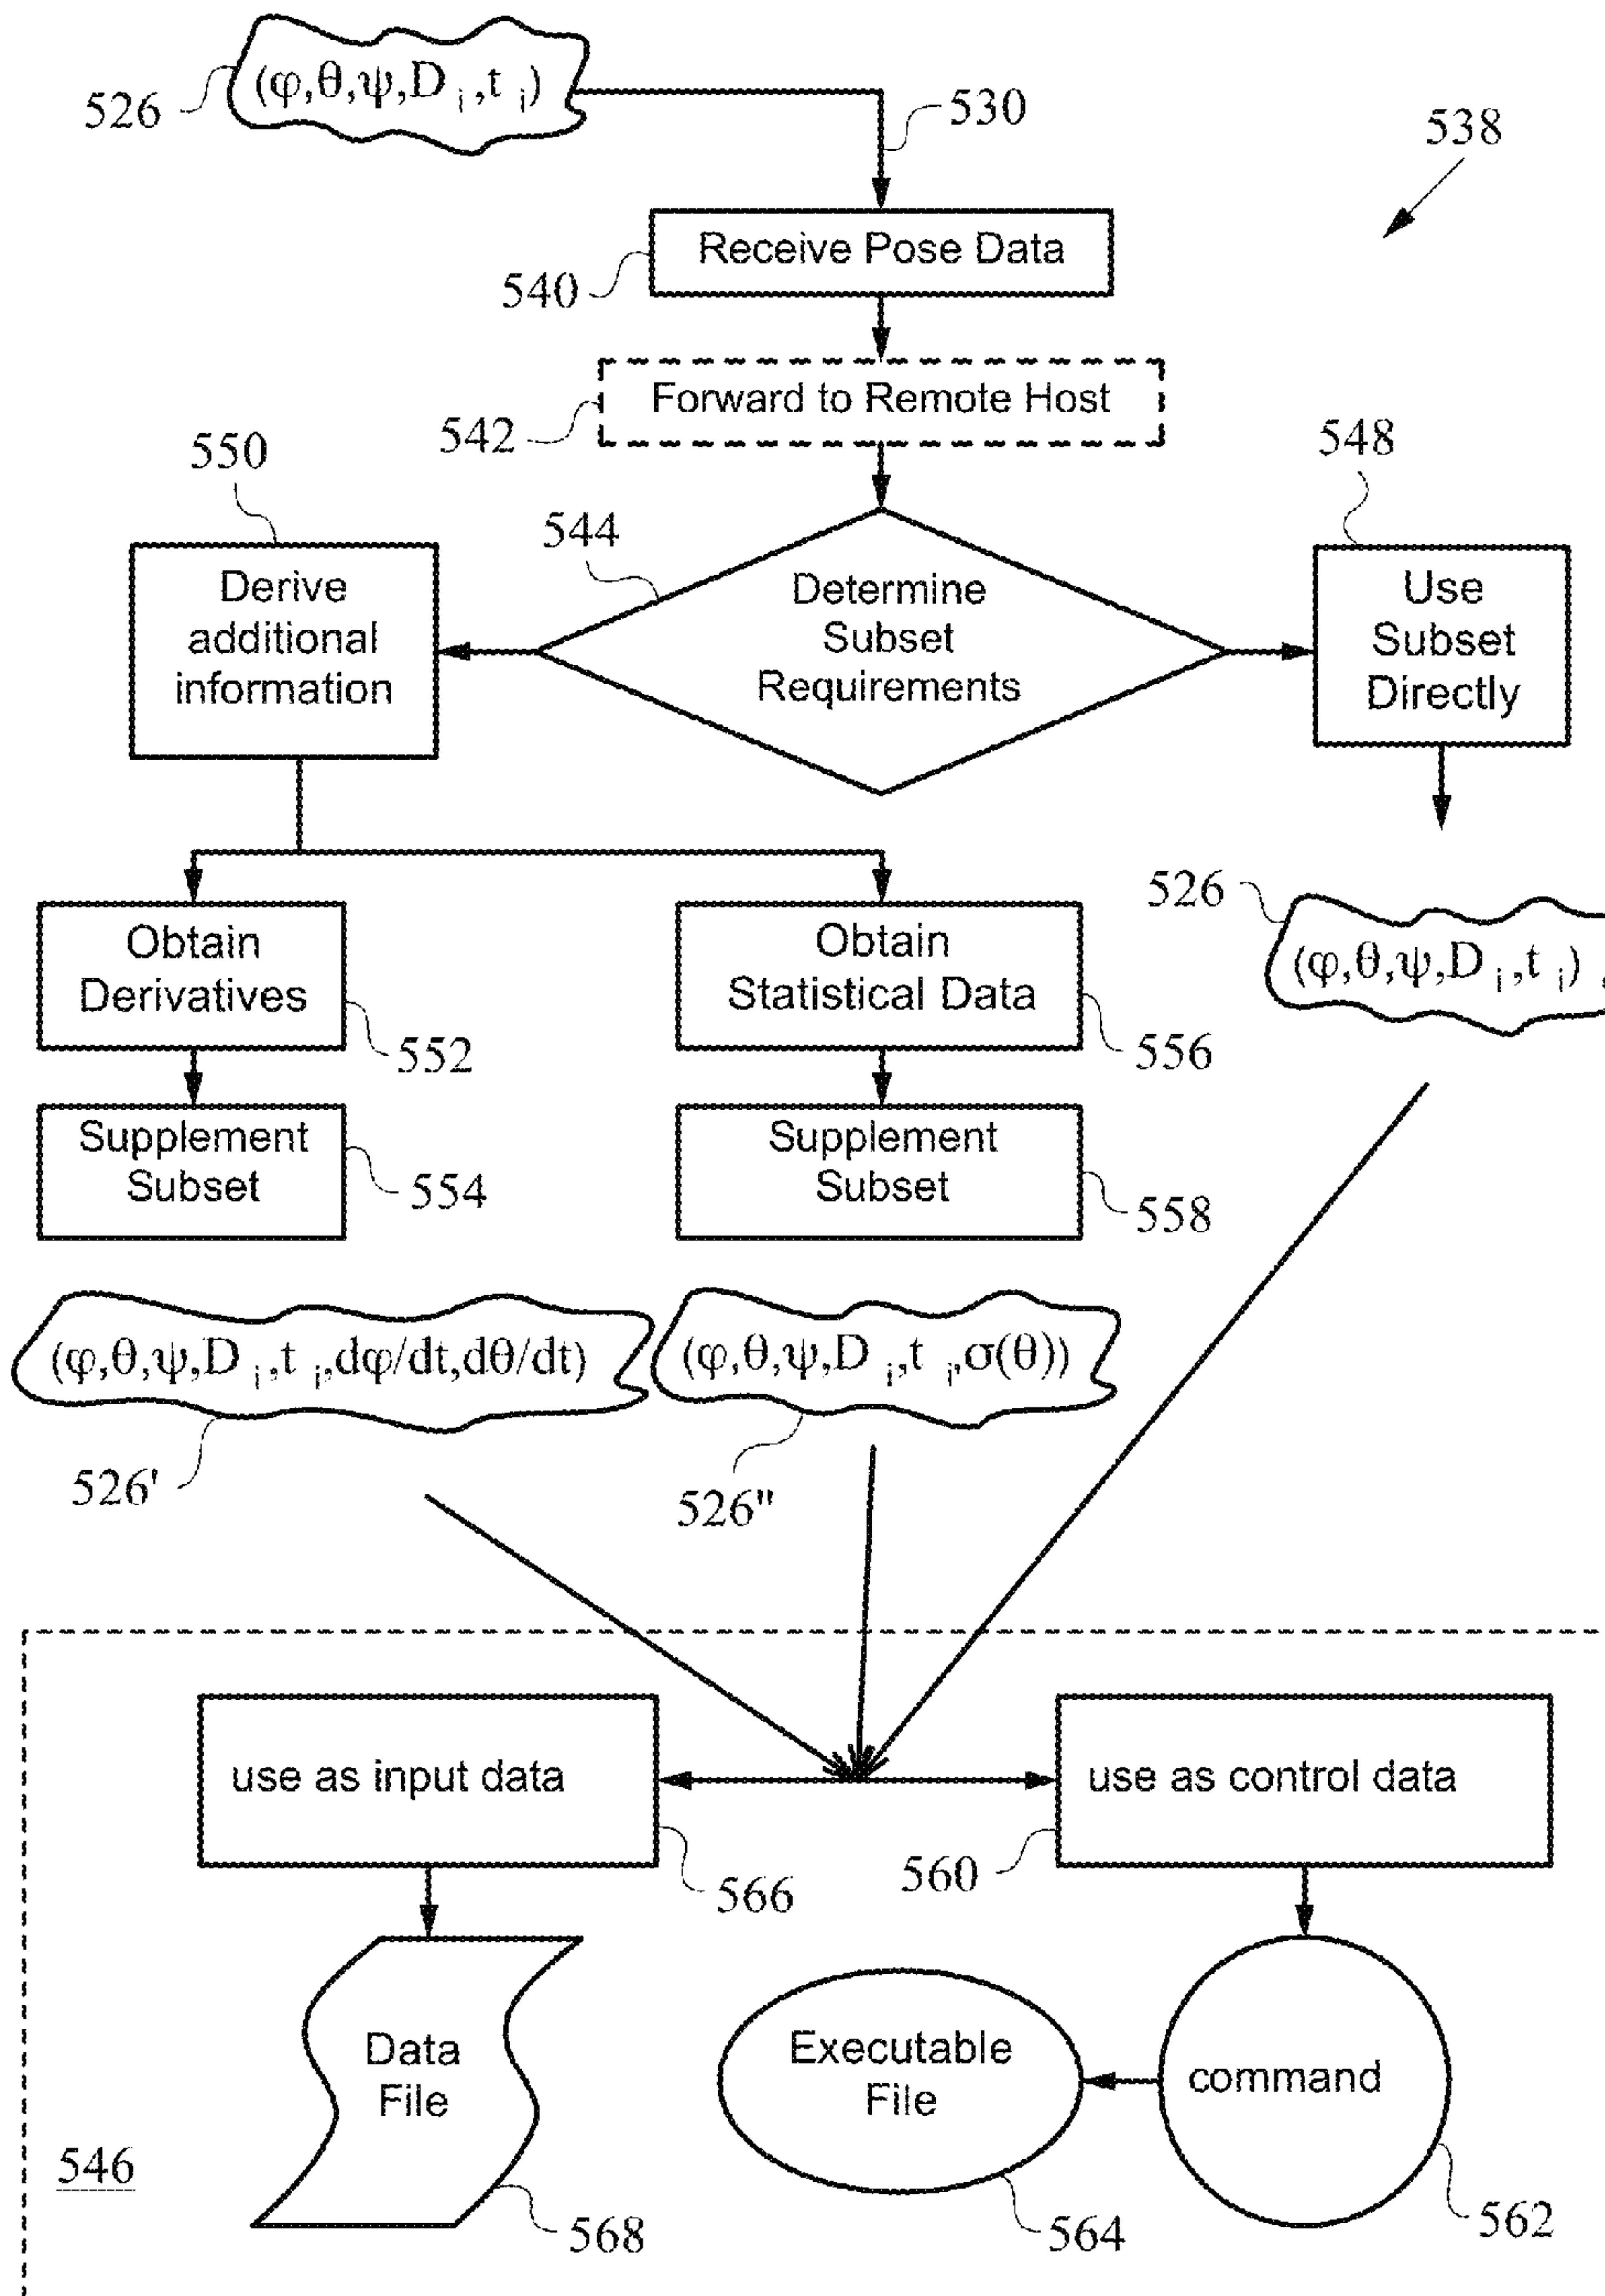 (φ,θ,ψ,D i ,t i )
526
530
538
Receive Pose Data
540
Forward to Remote Host
542
550
544
548
Derive
additional
information
Determine
Subset
Requirements
Use
Subset
Directly
526
(φ,θ,ψ,D i ,t i )
Obtain
Derivatives
552
Obtain
Statistical Data
556
Supplement
Subset
554
Supplement
Subset
558
(φ,θ,ψ,D i ,t i ,dφ/dt,dθ/dt)
526'
(φ,θ,ψ,D i ,t i ,σ(θ))
526"
use as input data
566
use as control data
560
Data
File
568
Executable
File
564
command
562
546